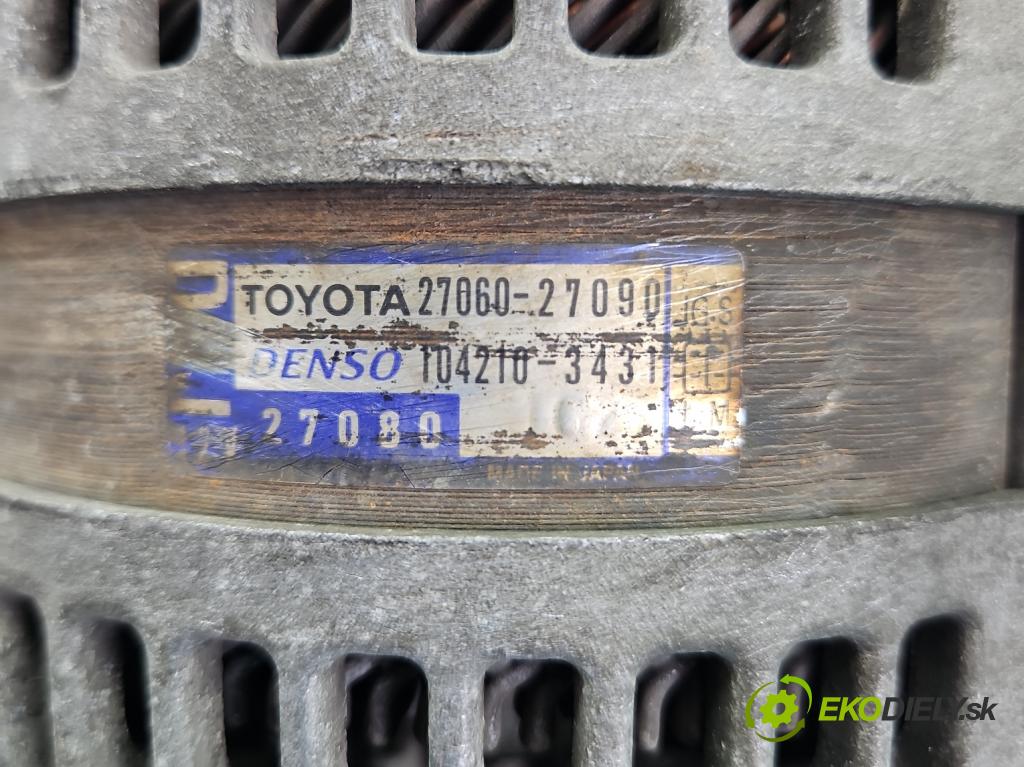 TOYOTA 27060-27090
DENSO 104210-3431
27080
MADE IN JAPAN
EKODIELY.sk